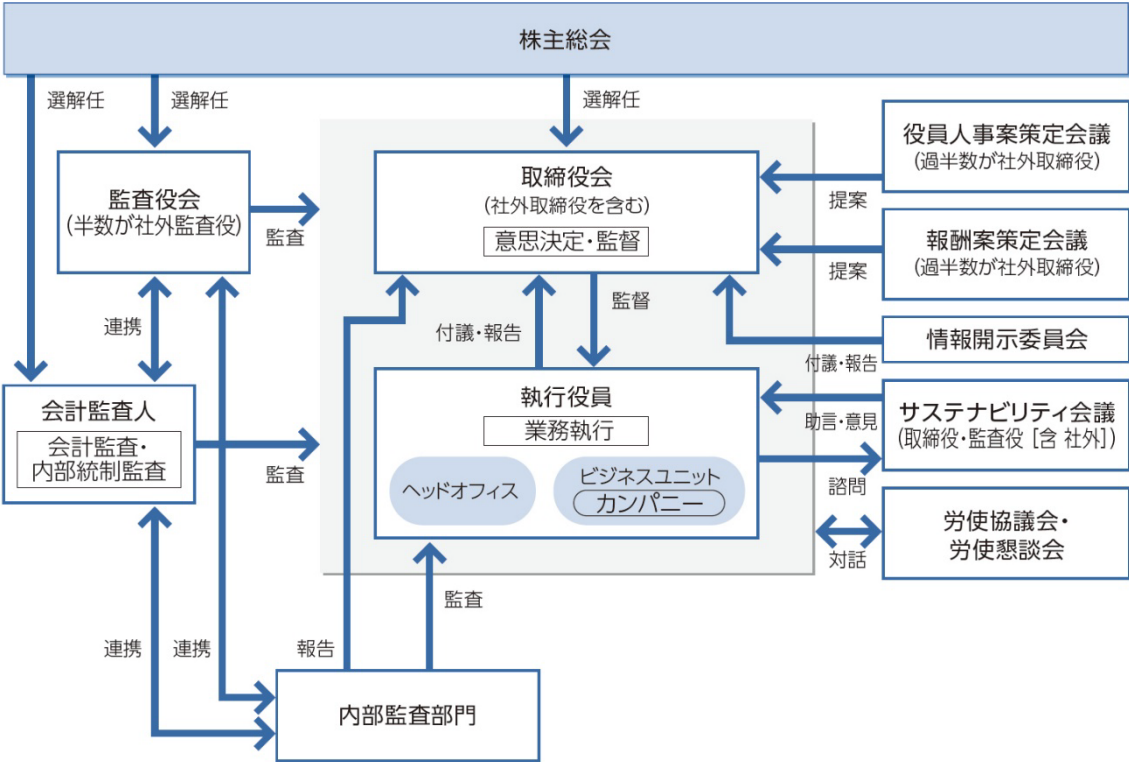 株主総会
選解任
選解任
選解任
監査役会
(半数が社外監査役)
監査
取締役会
(社外取締役を含む)
意思決定・監督
役員人事案策定会議
(過半数が社外取締役)
提案
報酬案策定会議
(過半数が社外取締役)
提案
連携
付議・報告
監督
情報開示委員会
付議・報告
会計監査人
会計監査・
内部統制監査
監査
執行役員
業務執行
ヘッドオフィス
ビジネスユニット
カンパニー
助言・意見
サステナビリティ会議
(取締役・監査役 [含 社外])
諮問
労使協議会・
労使懇談会
対話
連携
連携
報告
監査
内部監査部門